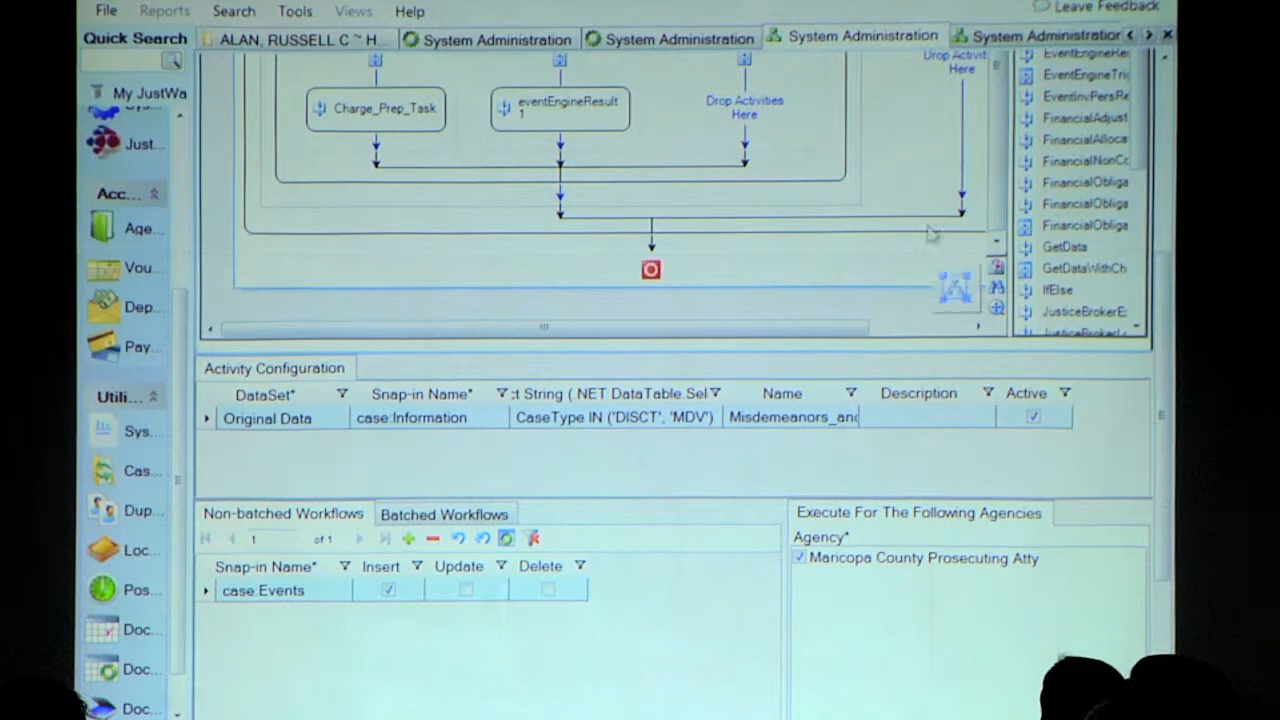 File Reports Search Tools Views Help
Leave Feedback
Quick Search
ALAN, RUSSELL C ~ H...
System Administration
System Administration
System Administration
System Administration
My JustWa
Just...
Acc...
Age...
Vou...
Dep...
Pay...
Utili...
Sys...
Cas...
Dup...
Loc...
Pos...
Doc...
Doc...
Doc...
Charge_Prep_Task
eventEngineResult
1
Drop Activities
Here
Drop Activit
Here
EventEngineRe
EventEngineTri
EventInvPersRe
FinancialAdjust
FinancialAlloca
FinancialNonCo
FinancialObliga
FinancialObliga
FinancialObliga
GetData
GetDataWithCh
IfElse
JusticeBrokerE
Activity Configuration
DataSet* Snap-in Name* :t String (.NET DataTable.Sel Name Description Active
Original Data case:Information CaseType IN ('DISCT', 'MDV') Misdemeanors_and
Non-batched Workflows Batched Workflows
1 of 1
Snap-in Name* Insert Update Delete
case:Events
Execute For The Following Agencies
Agency*
Maricopa County Prosecuting Atty